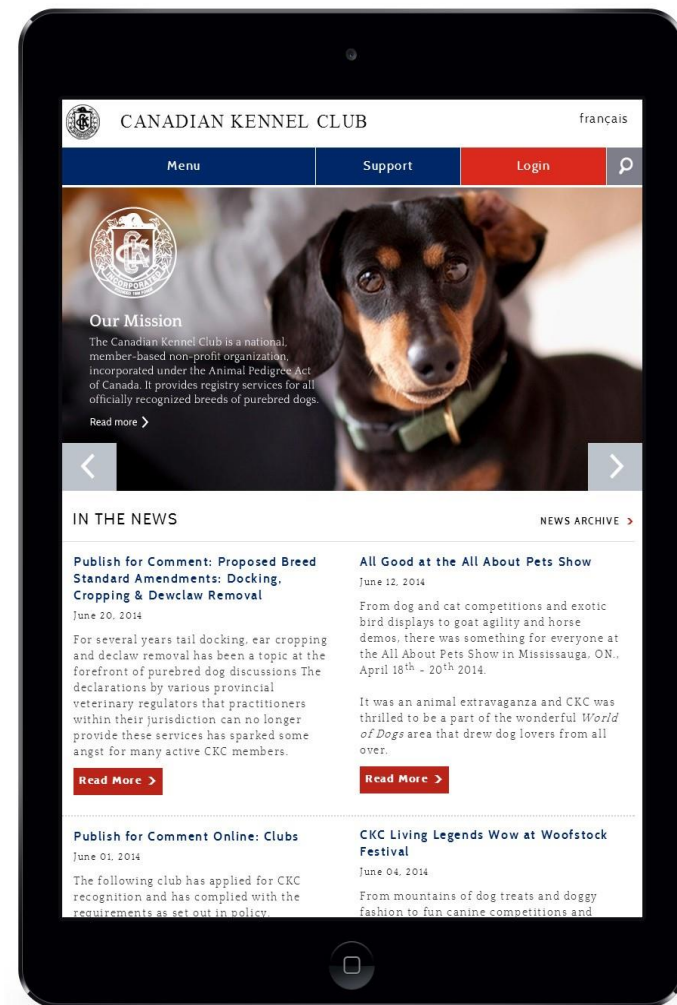 CANADIAN KENNEL CLUB
français
Menu
Support
Login
CKC
INCORPORATED
Our Mission
The Canadian Kennel Club is a national,
member-based non-profit organization,
incorporated under the Animal Pedigree Act
of Canada. It provides registry services for all
officially recognized breeds of purebred dogs.
Read more
IN THE NEWS
NEWS ARCHIVE
Publish for Comment: Proposed Breed
Standard Amendments: Docking,
Cropping & Dewclaw Removal
June 20, 2014
For several years tail docking, ear cropping
and declaw removal has been a topic at the
forefront of purebred dog discussions The
declarations by various provincial
veterinary regulators that practitioners
within their jurisdiction can no longer
provide these services has sparked some
angst for many active CKC members.
Read More
All Good at the All About Pets Show
June 12, 2014
From dog and cat competitions and exotic
bird displays to goat agility and horse
demos, there was something for everyone at
the All About Pets Show in Mississauga, ON.,
April 18th - 20th 2014.
It was an animal extravaganza and CKC was
thrilled to be a part of the wonderful World
of Dogs area that drew dog lovers from all
over.
Read More
Publish for Comment Online: Clubs
June 01, 2014
The following club has applied for CKC
recognition and has complied with the
requirements as set out in policy.
CKC Living Legends Wow at Woofstock
Festival
June 04, 2014
From mountains of dog treats and doggy
fashion to fun canine competitions and